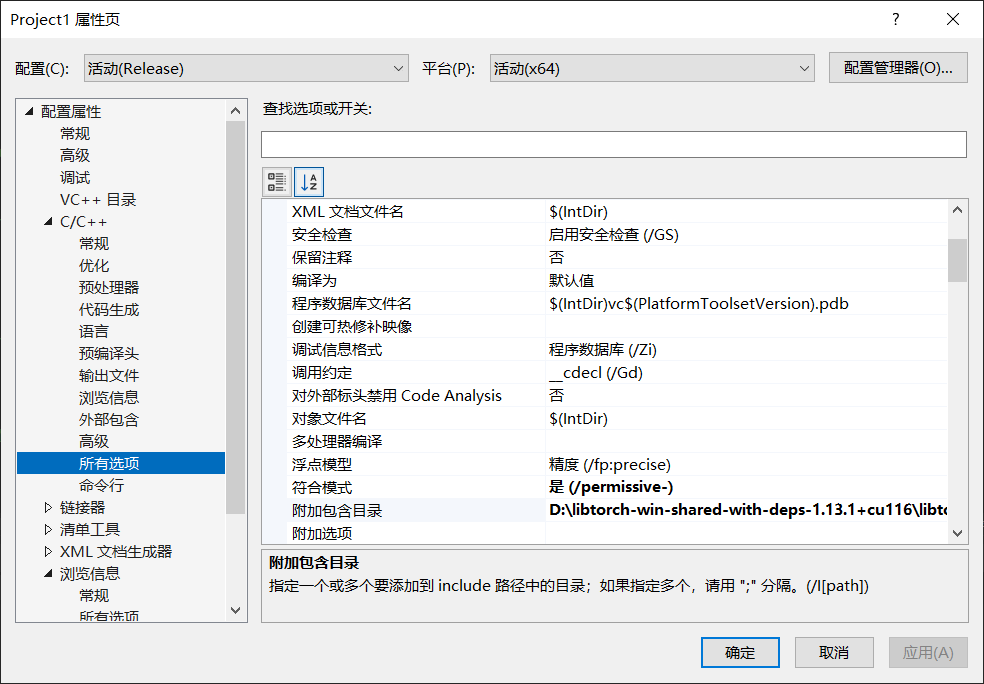 Project1 属性页
?
配置(C): 活动(Release) 平台(P): 活动(x64) 配置管理器(O)...
配置属性
常规
高级
调试
VC++ 目录
C/C++
常规
优化
预处理器
代码生成
语言
预编译头
输出文件
浏览信息
外部包含
高级
所有选项
命令行
链接器
清单工具
XML 文档生成器
浏览信息
常规
所有选项
查找选项或开关:
XML 文档文件名 $(IntDir)
安全检查 启用安全检查 (/GS)
保留注释 否
编译为 默认值
程序数据库文件名 $(IntDir)vc$(PlatformToolsetVersion).pdb
创建可热修补映像
调试信息格式 程序数据库 (/Zi)
调用约定 __cdecl (/Gd)
对外部标头禁用 Code Analysis 否
对象文件名 $(IntDir)
多处理器编译
浮点模型 精度 (/fp:precise)
符合模式 是 (/permissive-)
附加包含目录 D:\libtorch-win-shared-with-deps-1.13.1+cu116\libtc
附加选项
附加包含目录
指定一个或多个要添加到 include 路径中的目录；如果指定多个，请用 ";" 分隔。(/I[path])
确定 取消 应用(A)